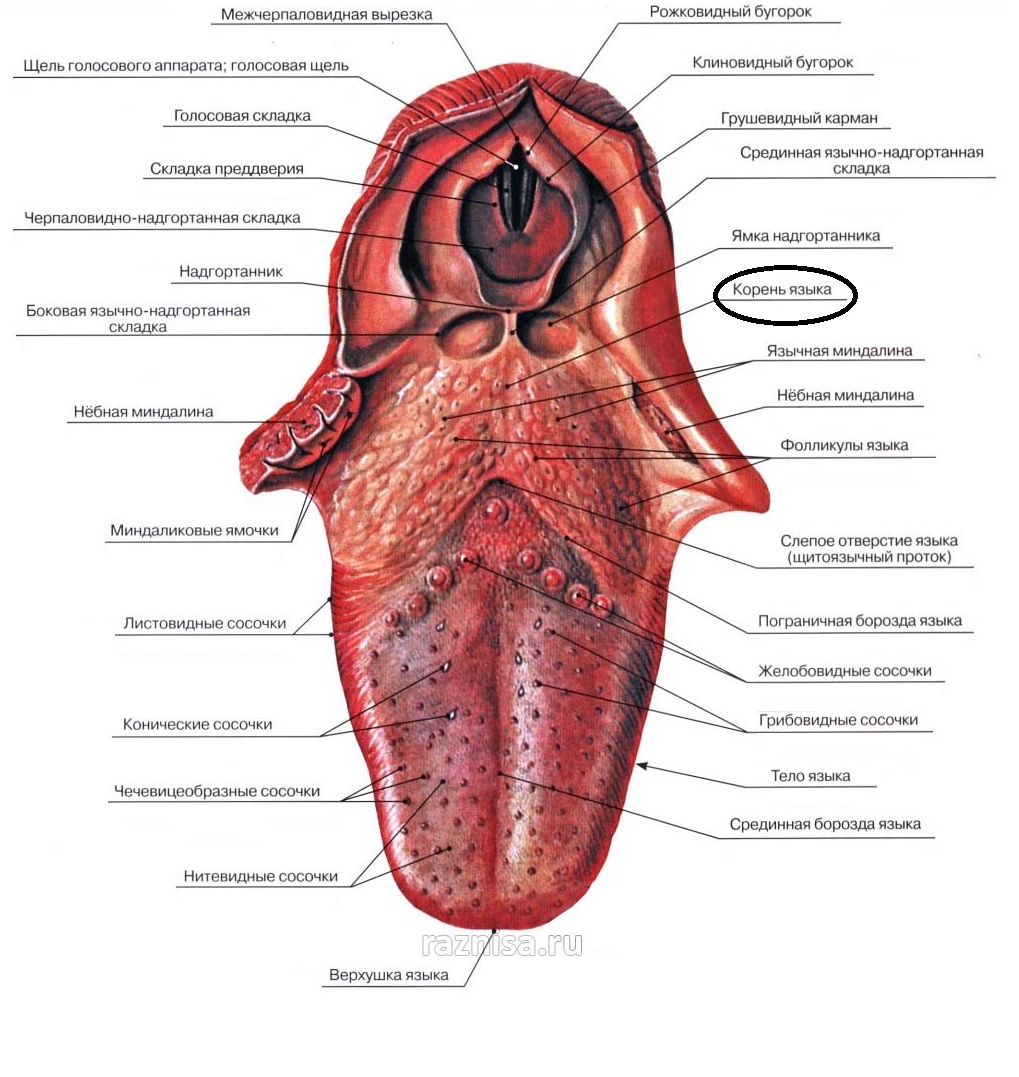 Межчерпаловидная вырезка
Рожковидный бугорок
Щель голосового аппарата; голосовая щель
Клиновидный бугорок
Голосовая складка
Грушевидный карман
Складка преддверия
Срединная язычно-надгортанная
складка
Черпаловидно-надгортанная складка
Ямка надгортанника
Надгортанник
Корень языка
Боковая язычно-надгортанная
складка
Язычная миндалина
Нёбная миндалина
Нёбная миндалина
Фолликулы языка
Миндаликовые ямочки
Слепое отверстие языка
(щитоязычный проток)
Листовидные сосочки
Пограничная борозда языка
Желобовидные сосочки
Конические сосочки
Грибовидные сосочки
Тело языка
Чечевицеобразные сосочки
Срединная борозда языка
Нитевидные сосочки
raznisa.ru
Верхушка языка